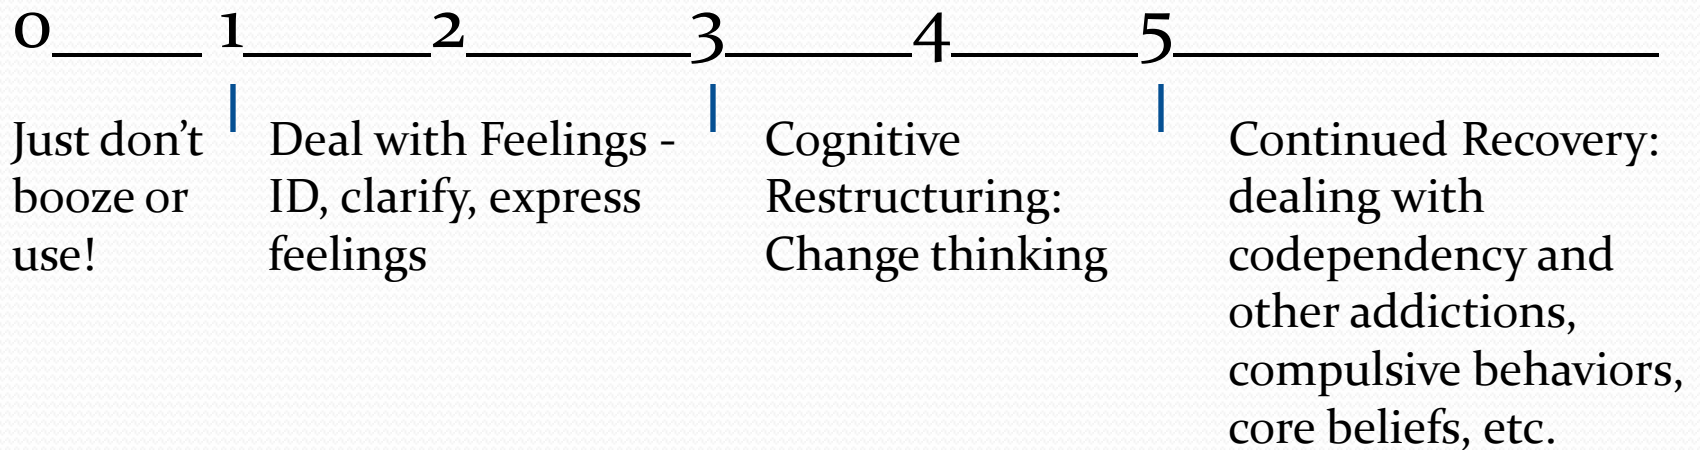 0 1 2 3 4 5
Just don’t
booze or
use!
Deal with Feelings -
ID, clarify, express
feelings
Cognitive
Restructuring:
Change thinking
Continued Recovery:
dealing with
codependency and
other addictions,
compulsive behaviors,
core beliefs, etc.